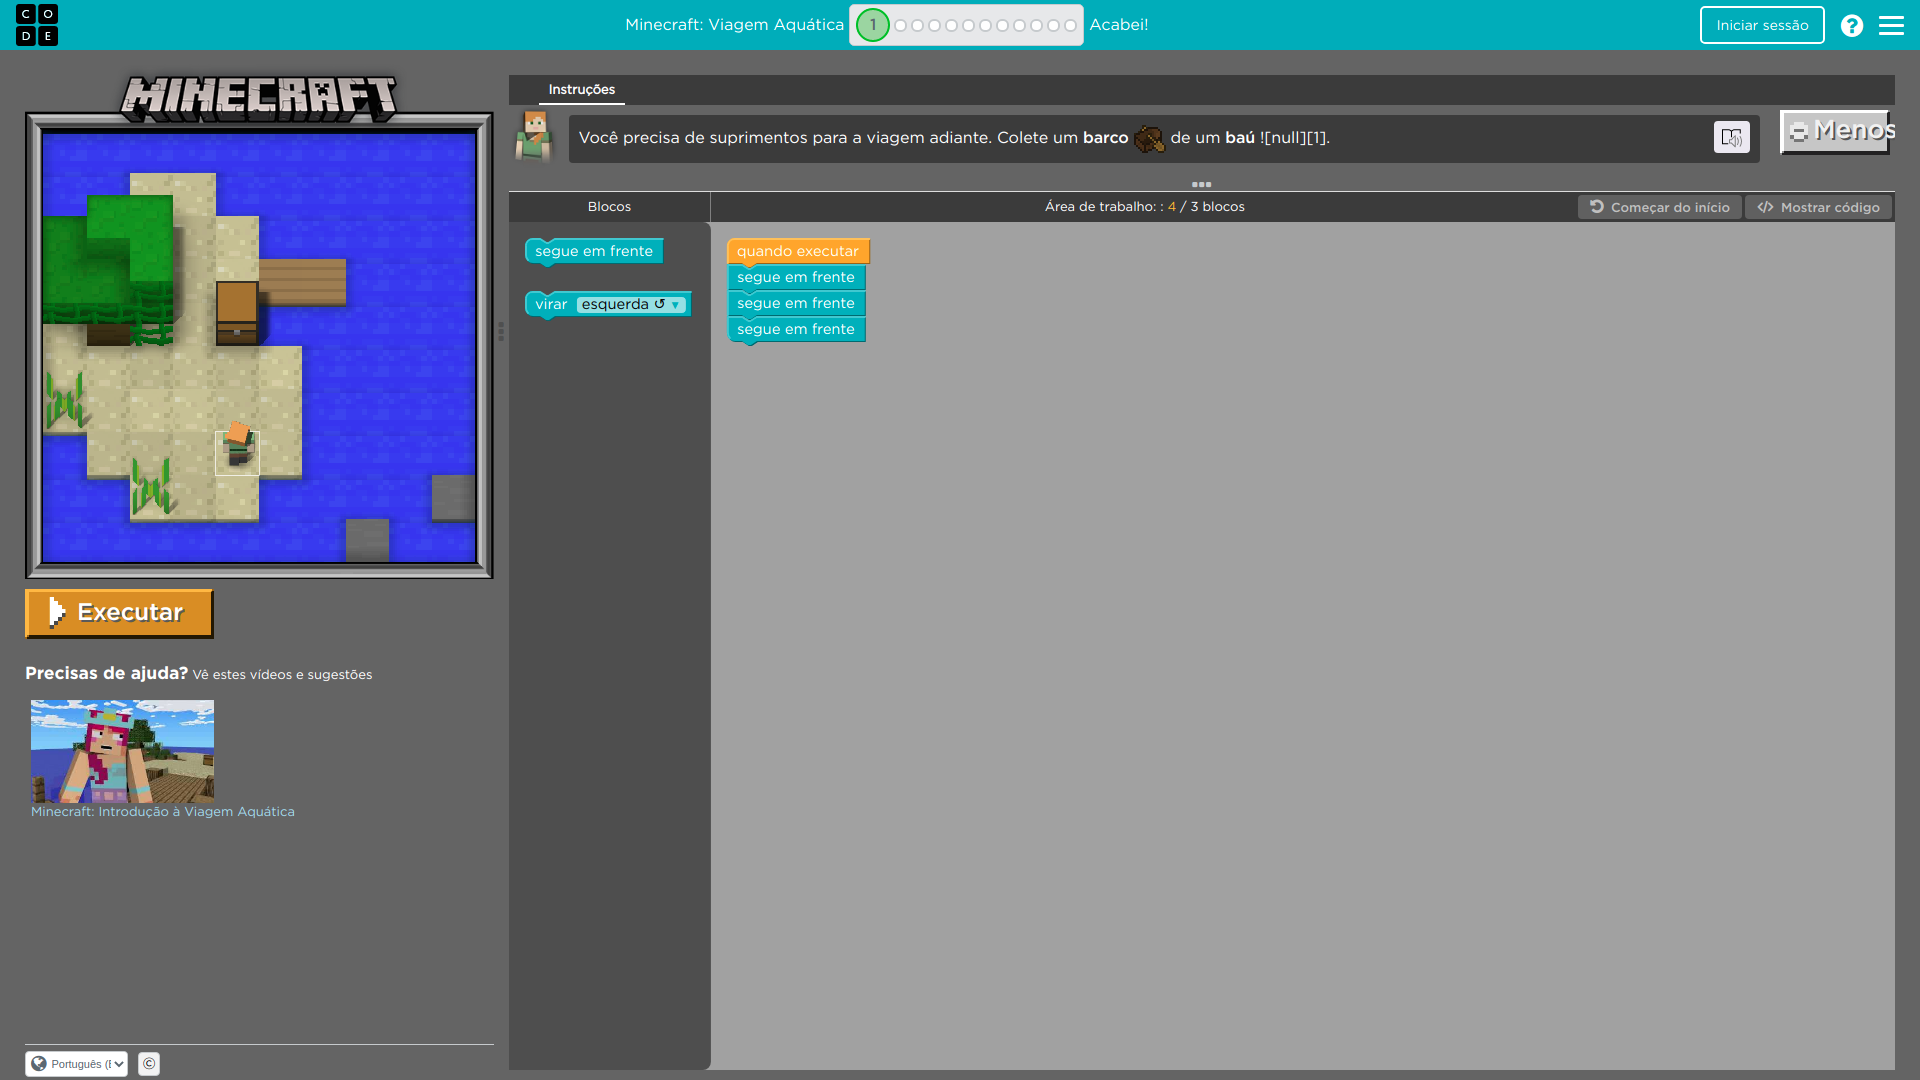 CO
DE
Minecraft: Viagem Aquática 1 Acabei!
Iniciar sessão ?
MINECRAFT
Instruções
Você precisa de suprimentos para a viagem adiante. Colete um barco de um baú ![null][1].
Menos
Blocos
Área de trabalho: : 4 / 3 blocos
Começar do início
</> Mostrar código
segue em frente
virar esquerda ↺ ▼
quando executar
segue em frente
segue em frente
segue em frente
Executar
Precisas de ajuda? Vê estes vídeos e sugestões
Minecraft: Introdução à Viagem Aquática
Português (
©